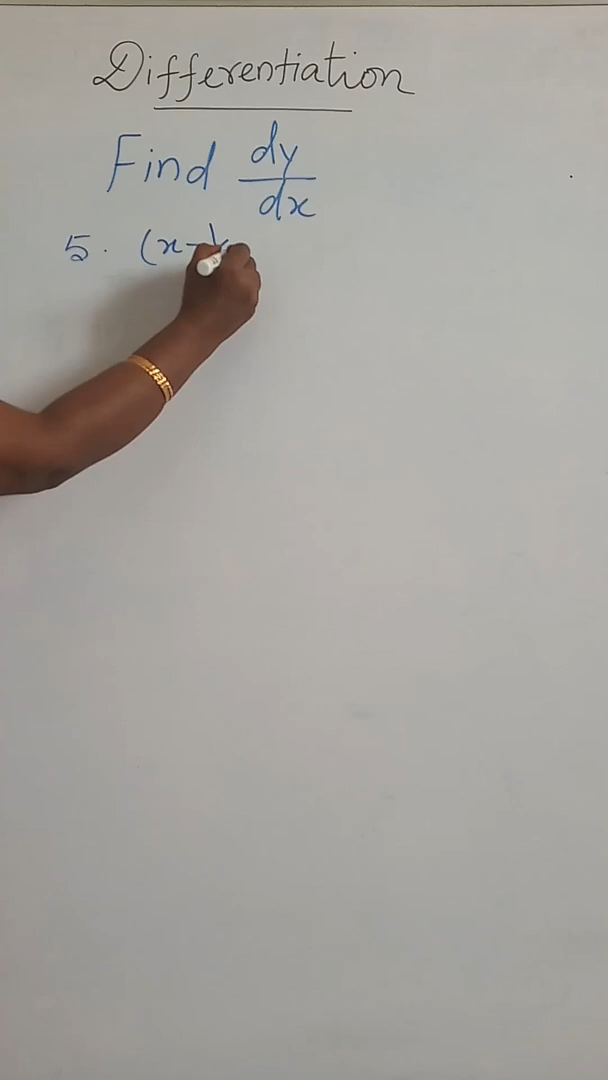 Differentiation
Find dy/dx
5. (x-